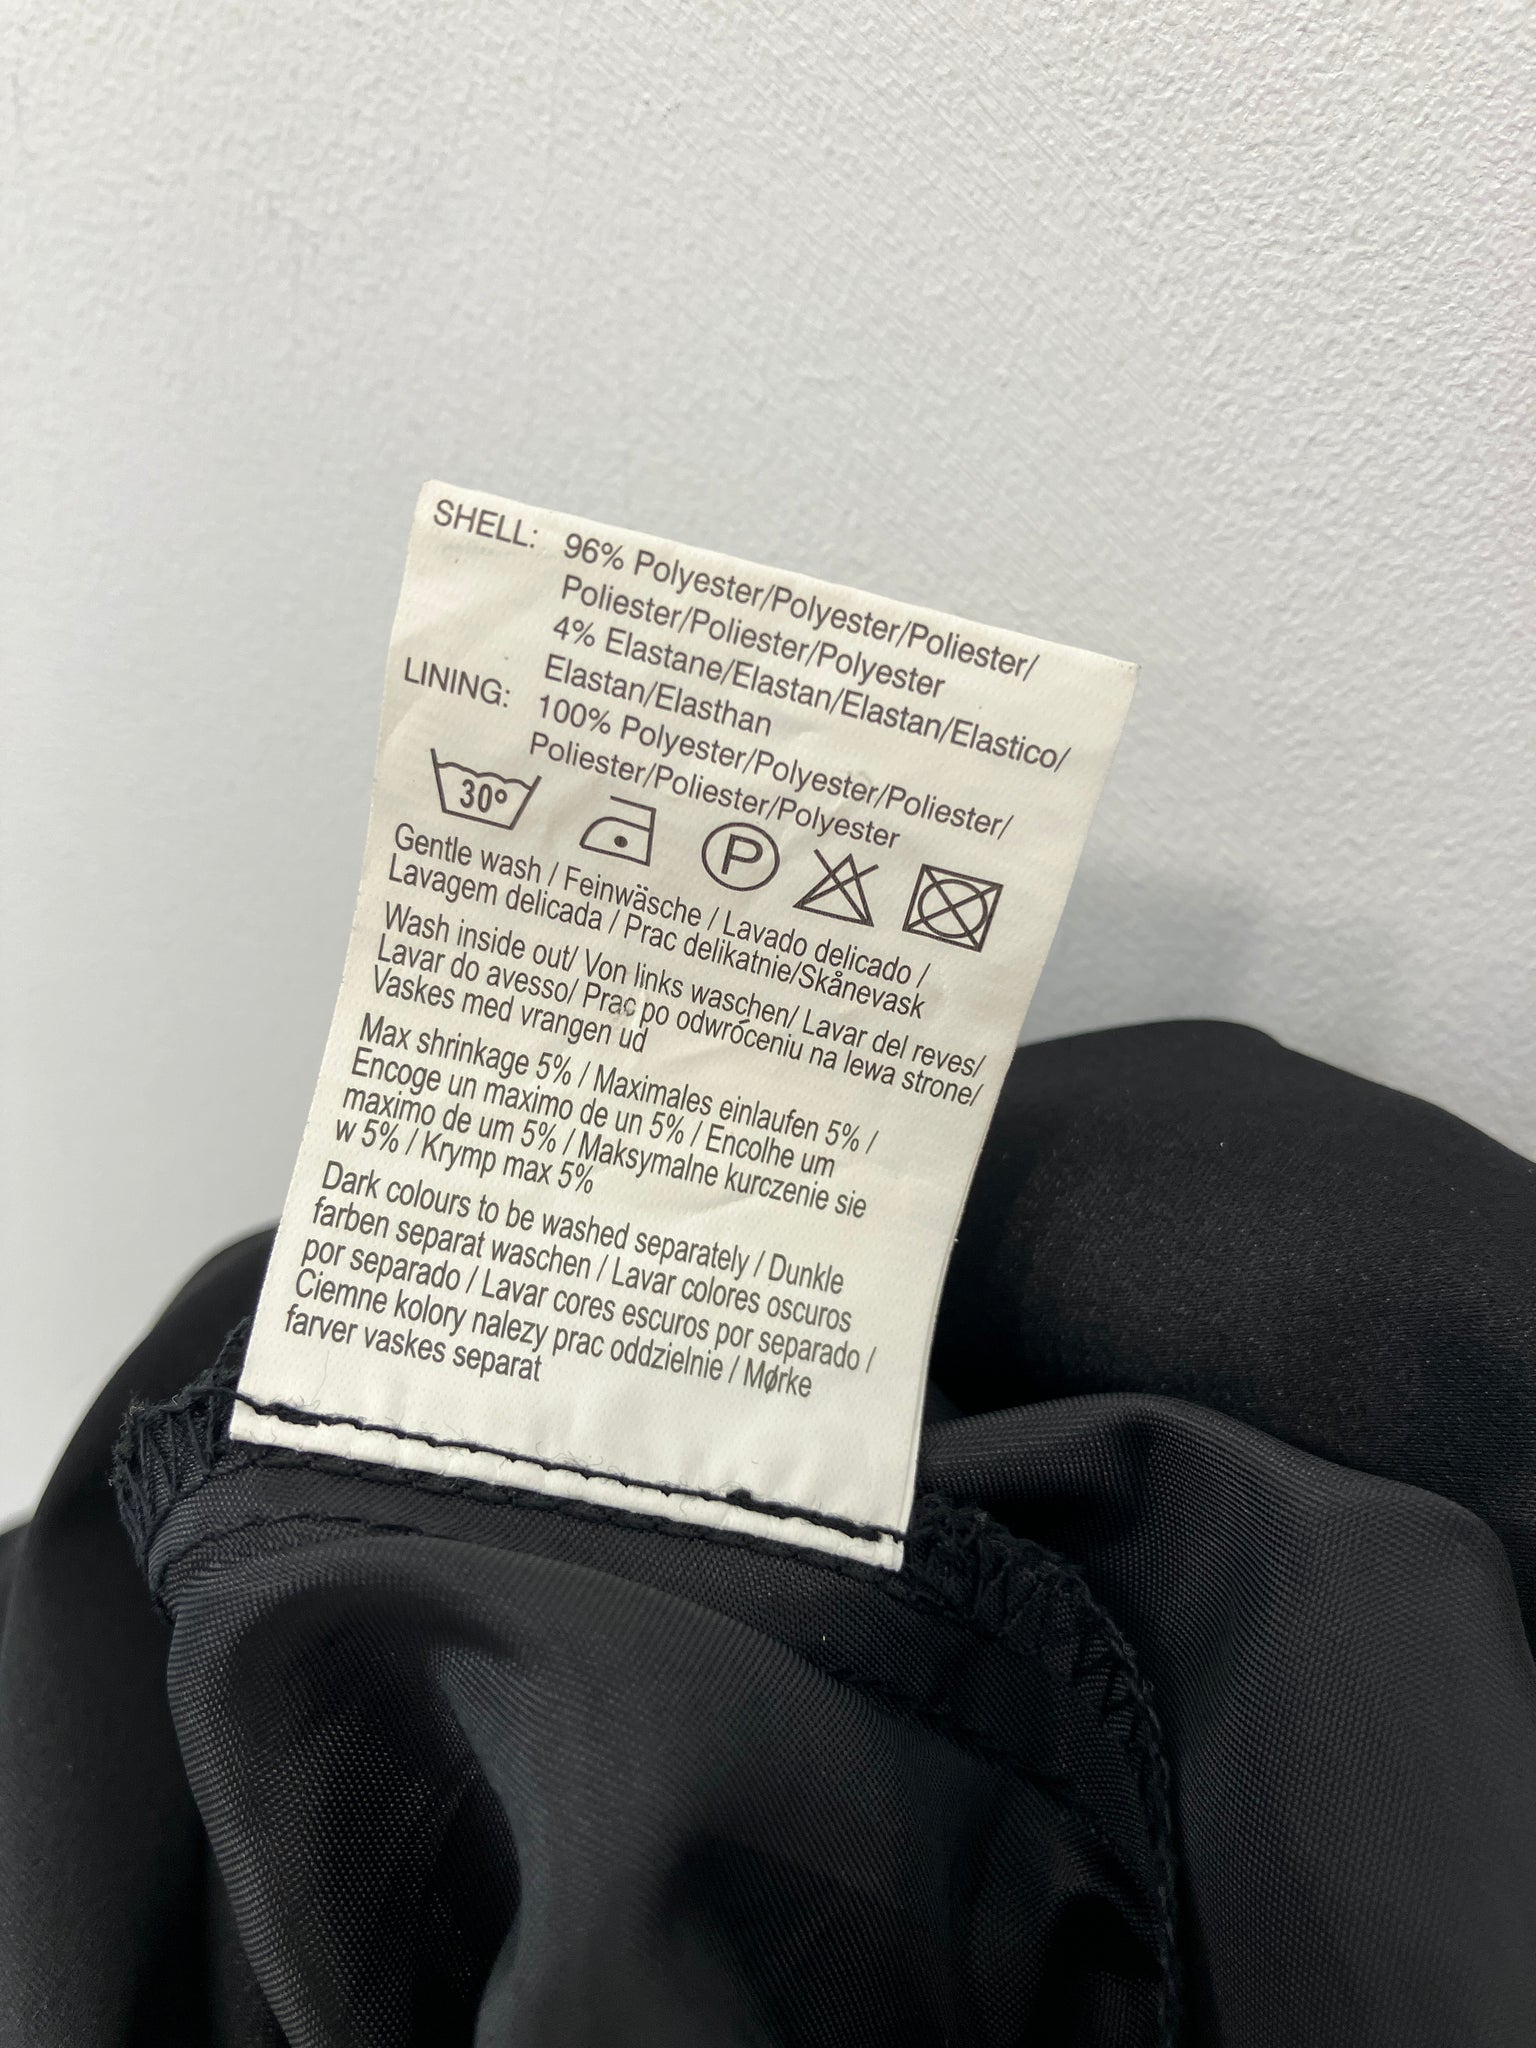 SHELL: 96% Polyester/Polyester/Poliester/
Poliester/Poliester/Polyester
4% Elastane/Elastan/Elastan/Elastico/
Elastan/Elasthan
LINING: 100% Polyester/Polyester/Poliester/
Poliester/Poliester/Polyester
30° P
Gentle wash / Feinwäsche / Lavado delicado /
Lavagem delicada / Prac delikatnie/Skånevask
Wash inside out/ Von links waschen/ Lavar del reves/
Lavar do avesso/ Prac po odwróceniu na lewa strone/
Vaskes med vrangen ud
Max shrinkage 5% / Maximales einlaufen 5% /
Encoge un maximo de un 5% / Encolhe um
maximo de um 5% / Maksymalne kurczenie sie
w 5% / Krymp max 5%
Dark colours to be washed separately / Dunkle
farben separat waschen / Lavar colores oscuros
por separado / Lavar cores escuros por separado /
Ciemne kolory nalezy prac oddzielnie / Mørke
farver vaskes separat